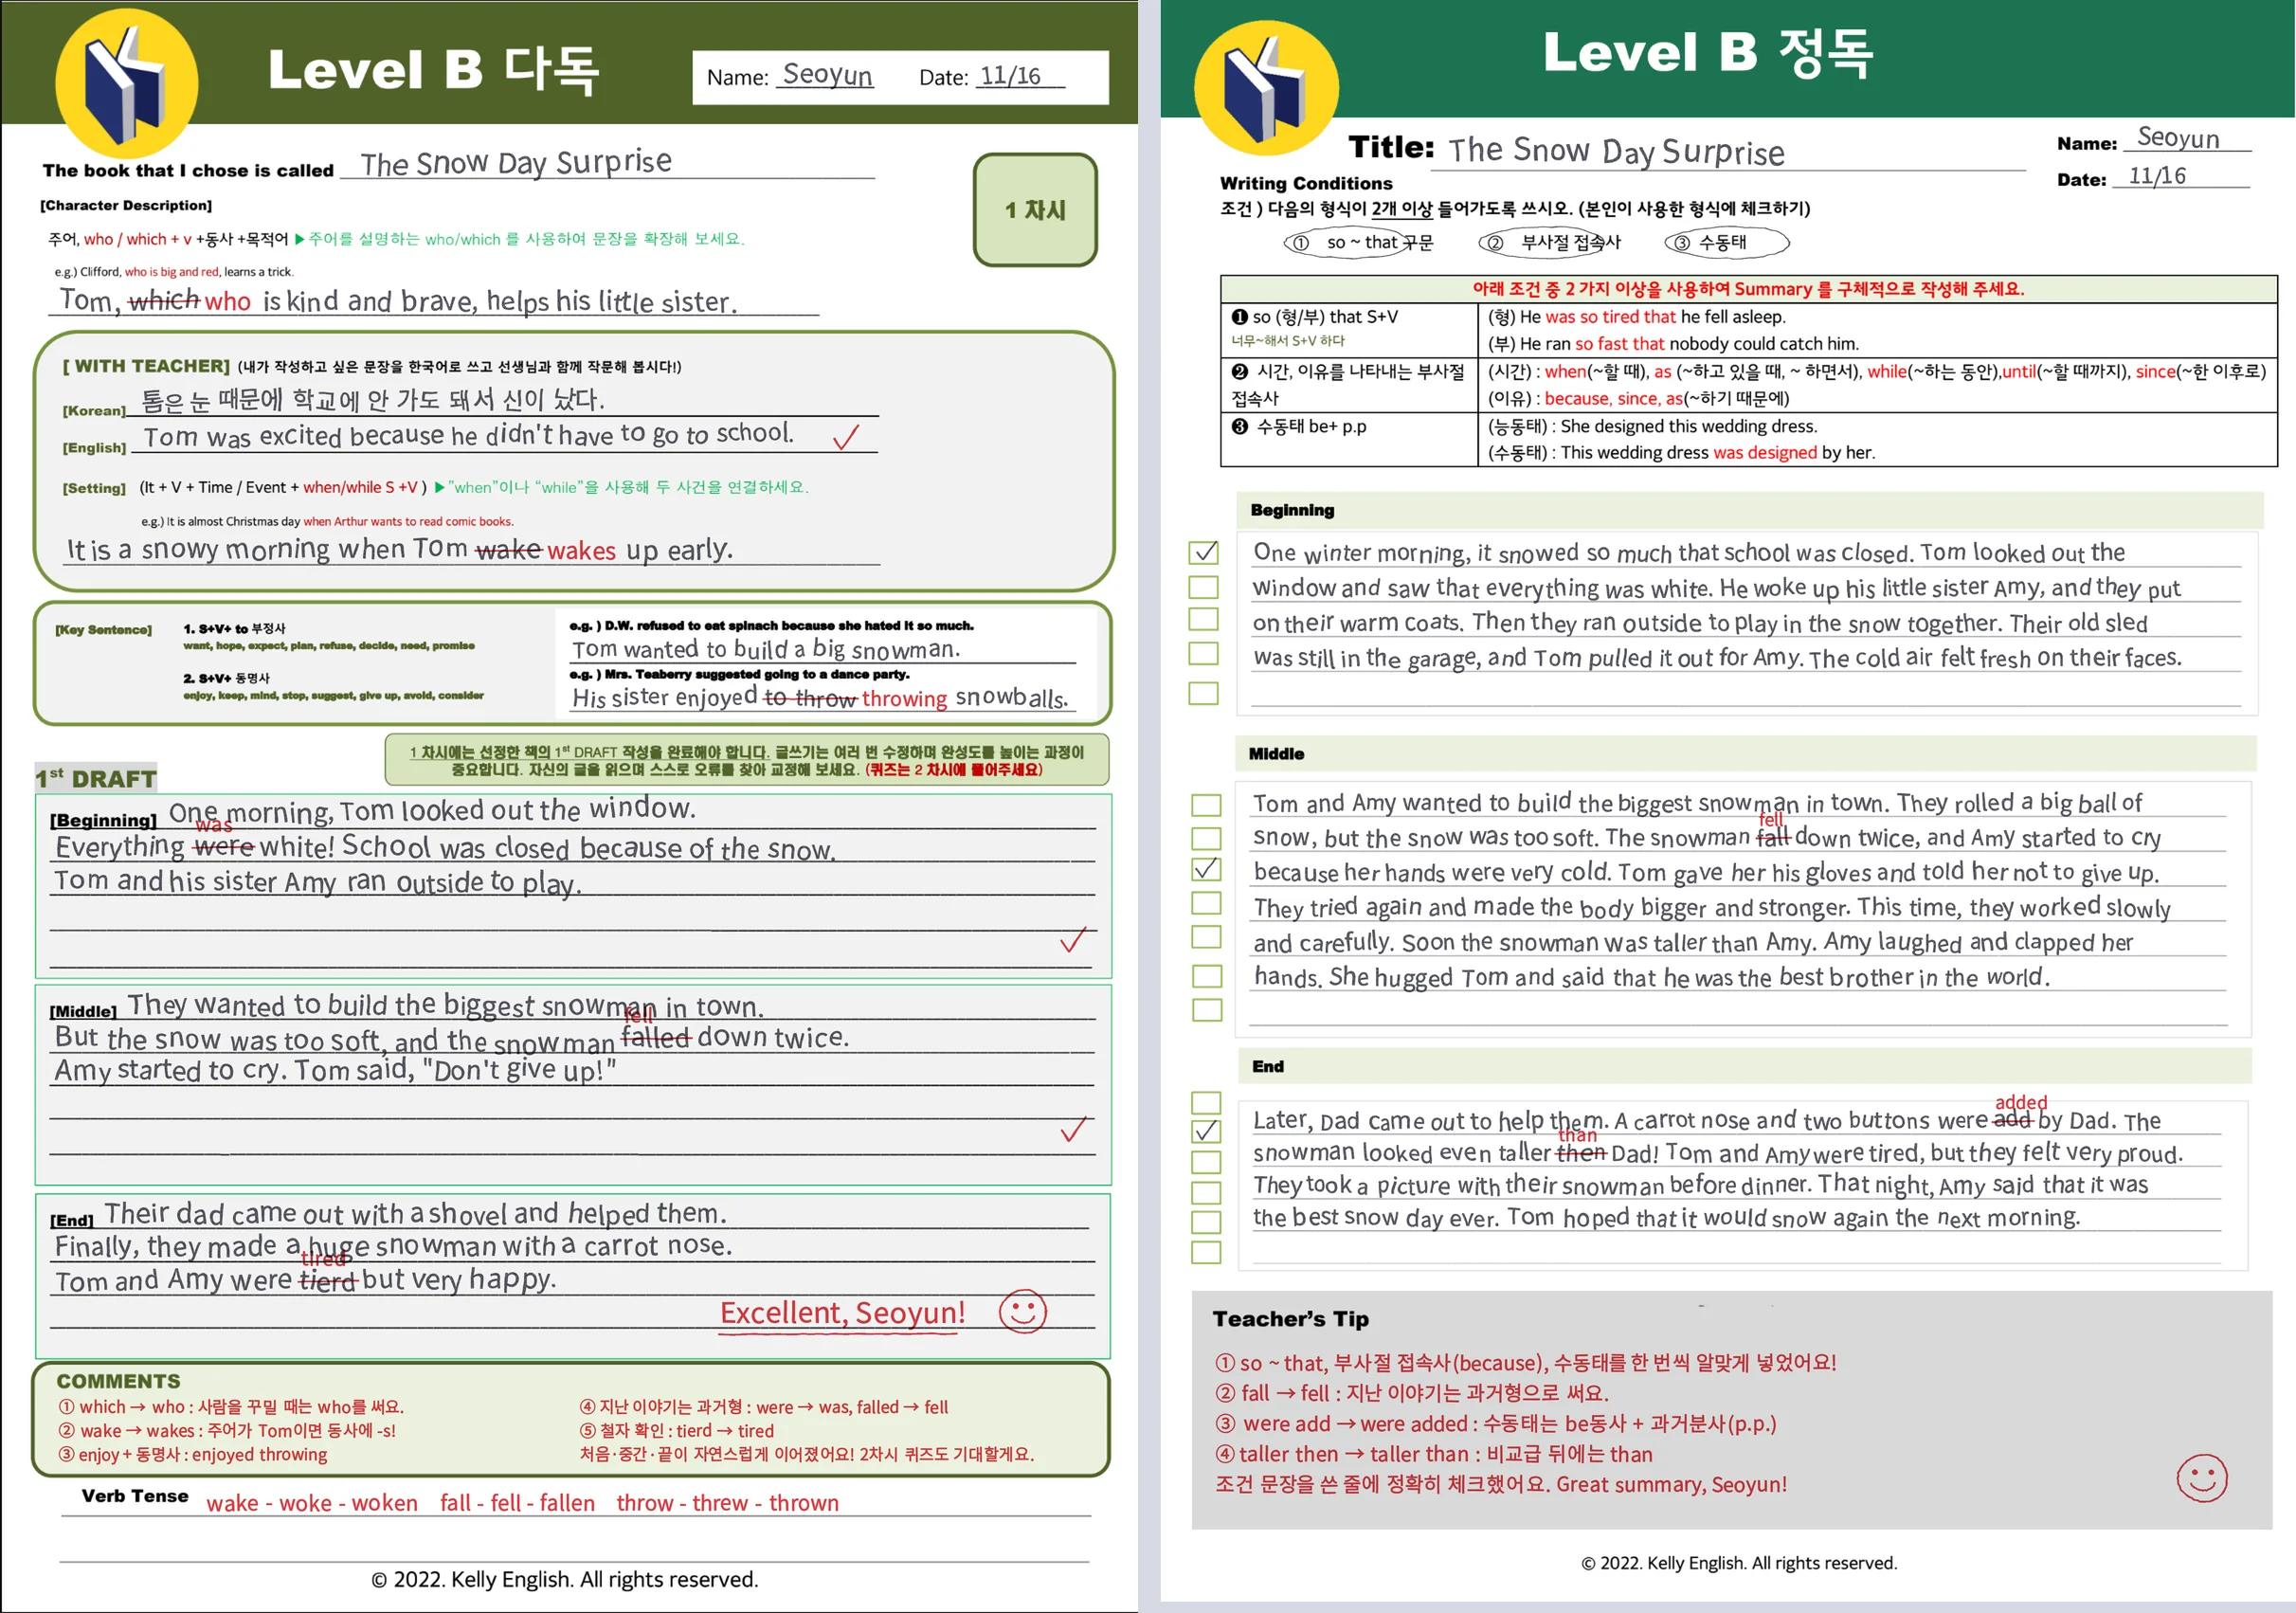 Level B 다독
Name: Seoyun Date: 11/16
The book that I chose is called The Snow Day Surprise
[Character Description]
1 차시
주어, who / which + v +동사 +목적어 ▶주어를 설명하는 who/which 를 사용하여 문장을 확장해 보세요.
e.g.) Clifford, who is big and red, learns a trick.
Tom, which who is kind and brave, helps his little sister.
[ WITH TEACHER] (내가 작성하고 싶은 문장을 한국어로 쓰고 선생님과 함께 작문해 봅시다!)
[Korean] 톰은 눈 때문에 학교에 안 가도 돼서 신이 났다.
[English] Tom was excited because he didn't have to go to school.
[Setting] (It + V + Time / Event + when/while S +V ) ▶"when"이나 “while”을 사용해 두 사건을 연결하세요.
e.g.) It is almost Christmas day when Arthur wants to read comic books.
It is a snowy morning when Tom wake wakes up early.
[Key Sentence]
1. S+V+ to 부정사
want, hope, expect, plan, refuse, decide, need, promise
2. S+V+ 동명사
enjoy, keep, mind, stop, suggest, give up, avoid, consider
e.g. ) D.W. refused to eat spinach because she hated it so much.
Tom wanted to build a big snowman.
e.g. ) Mrs. Teaberry suggested going to a dance party.
His sister enjoyed to throw throwing snowballs.
1 차시에는 선정한 책의 1st DRAFT 작성을 완료해야 합니다. 글쓰기는 여러 번 수정하며 완성도를 높이는 과정이
중요합니다. 자신의 글을 읽으며 스스로 오류를 찾아 교정해 보세요. (퀴즈는 2 차시에 풀어주세요)
1st DRAFT
[Beginning] One morning, Tom looked out the window.
was
Everything were white! School was closed because of the snow.
Tom and his sister Amy ran outside to play.
[Middle] They wanted to build the biggest snowman in town.
fell
But the snow was too soft, and the snowman falled down twice.
Amy started to cry. Tom said, "Don't give up!"
[End] Their dad came out with a shovel and helped them.
Finally, they made a huge snowman with a carrot nose.
tired
Tom and Amy were tierd but very happy.
Excellent, Seoyun!
COMMENTS
① which → who : 사람을 꾸밀 때는 who를 써요.
② wake → wakes : 주어가 Tom이면 동사에 -s!
③ enjoy + 동명사 : enjoyed throwing
④ 지난 이야기는 과거형 : were → was, falled → fell
⑤ 철자 확인 : tierd → tired
처음·중간·끝이 자연스럽게 이어졌어요! 2차시 퀴즈도 기대할게요.
Verb Tense wake - woke - woken fall - fell - fallen throw - threw - thrown
© 2022. Kelly English. All rights reserved.
Level B 정독
Title: The Snow Day Surprise
Name: Seoyun
Date: 11/16
Writing Conditions
조건 ) 다음의 형식이 2개 이상 들어가도록 쓰시오. (본인이 사용한 형식에 체크하기)
① so ~ that 구문 ② 부사절 접속사 ③ 수동태
아래 조건 중 2 가지 이상을 사용하여 Summary 를 구체적으로 작성해 주세요.
❶ so (형/부) that S+V
너무~해서 S+V 하다
(형) He was so tired that he fell asleep.
(부) He ran so fast that nobody could catch him.
❷ 시간, 이유를 나타내는 부사절
접속사
(시간) : when(~할 때), as (~하고 있을 때, ~ 하면서), while(~하는 동안),until(~할 때까지), since(~한 이후로)
(이유) : because, since, as(~하기 때문에)
❸ 수동태 be+ p.p
(능동태) : She designed this wedding dress.
(수동태) : This wedding dress was designed by her.
Beginning
One winter morning, it snowed so much that school was closed. Tom looked out the
window and saw that everything was white. He woke up his little sister Amy, and they put
on their warm coats. Then they ran outside to play in the snow together. Their old sled
was still in the garage, and Tom pulled it out for Amy. The cold air felt fresh on their faces.
Middle
Tom and Amy wanted to build the biggest snowman in town. They rolled a big ball of
fell
snow, but the snow was too soft. The snowman fall down twice, and Amy started to cry
because her hands were very cold. Tom gave her his gloves and told her not to give up.
They tried again and made the body bigger and stronger. This time, they worked slowly
and carefully. Soon the snowman was taller than Amy. Amy laughed and clapped her
hands. She hugged Tom and said that he was the best brother in the world.
End
added
Later, Dad came out to help them. A carrot nose and two buttons were add by Dad. The
than
snowman looked even taller then Dad! Tom and Amy were tired, but they felt very proud.
They took a picture with their snowman before dinner. That night, Amy said that it was
the best snow day ever. Tom hoped that it would snow again the next morning.
Teacher’s Tip
① so ~ that, 부사절 접속사(because), 수동태를 한 번씩 알맞게 넣었어요!
② fall → fell : 지난 이야기는 과거형으로 써요.
③ were add → were added : 수동태는 be동사 + 과거분사(p.p.)
④ taller then → taller than : 비교급 뒤에는 than
조건 문장을 쓴 줄에 정확히 체크했어요. Great summary, Seoyun!
© 2022. Kelly English. All rights reserved.